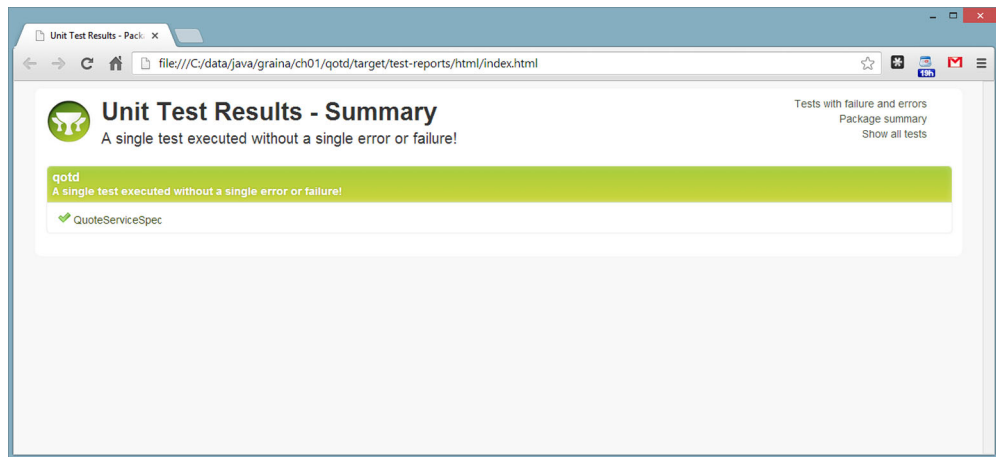 Unit Test Results - Pack
file:///C:/data/java/graina/ch01/qotd/target/test-reports/html/index.html
19h
Unit Test Results - Summary
A single test executed without a single error or failure!
Tests with failure and errors
Package summary
Show all tests
qotd
A single test executed without a single error or failure!
QuoteServiceSpec